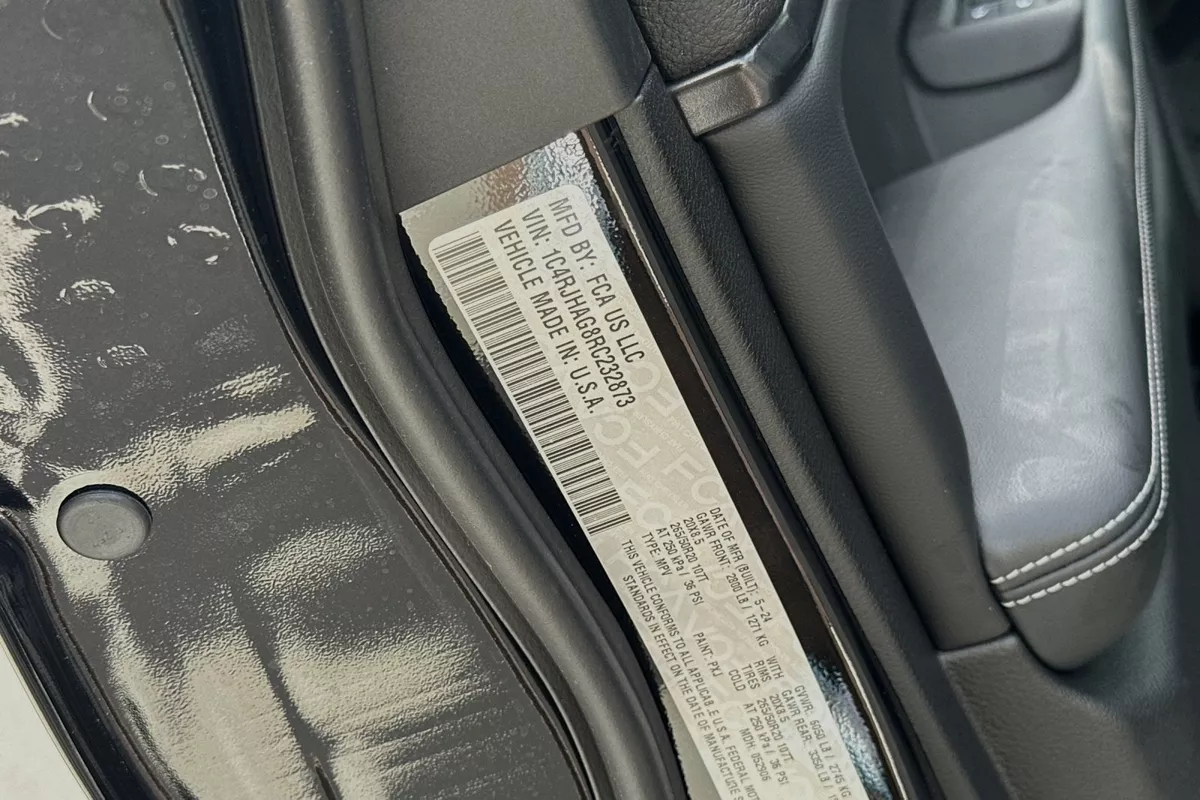 MFD BY: FCA US LLC
VIN: 1C4RJHAG8RC232873
VEHICLE MADE IN: U.S.A.
DATE OF MFR (BUILT): 5-24 GVWR: 6050 LB / 2745 KG
GAWR FRONT: 2800 LB / 1271 KG WITH GAWR REAR: 3350 LB
20X8.5 RIMS 20X8.5
265/50R20 107T TIRES 265/50R20 107T
AT 250 kPa / 36 PSI COLD AT 250 kPa / 36 PSI
TYPE: MPV PAINT: PXJ MDH: 052906
THIS VEHICLE CONFORMS TO ALL APPLICABLE U.S.A. FEDERAL
STANDARDS IN EFFECT ON THE DATE OF MANUFACTURE